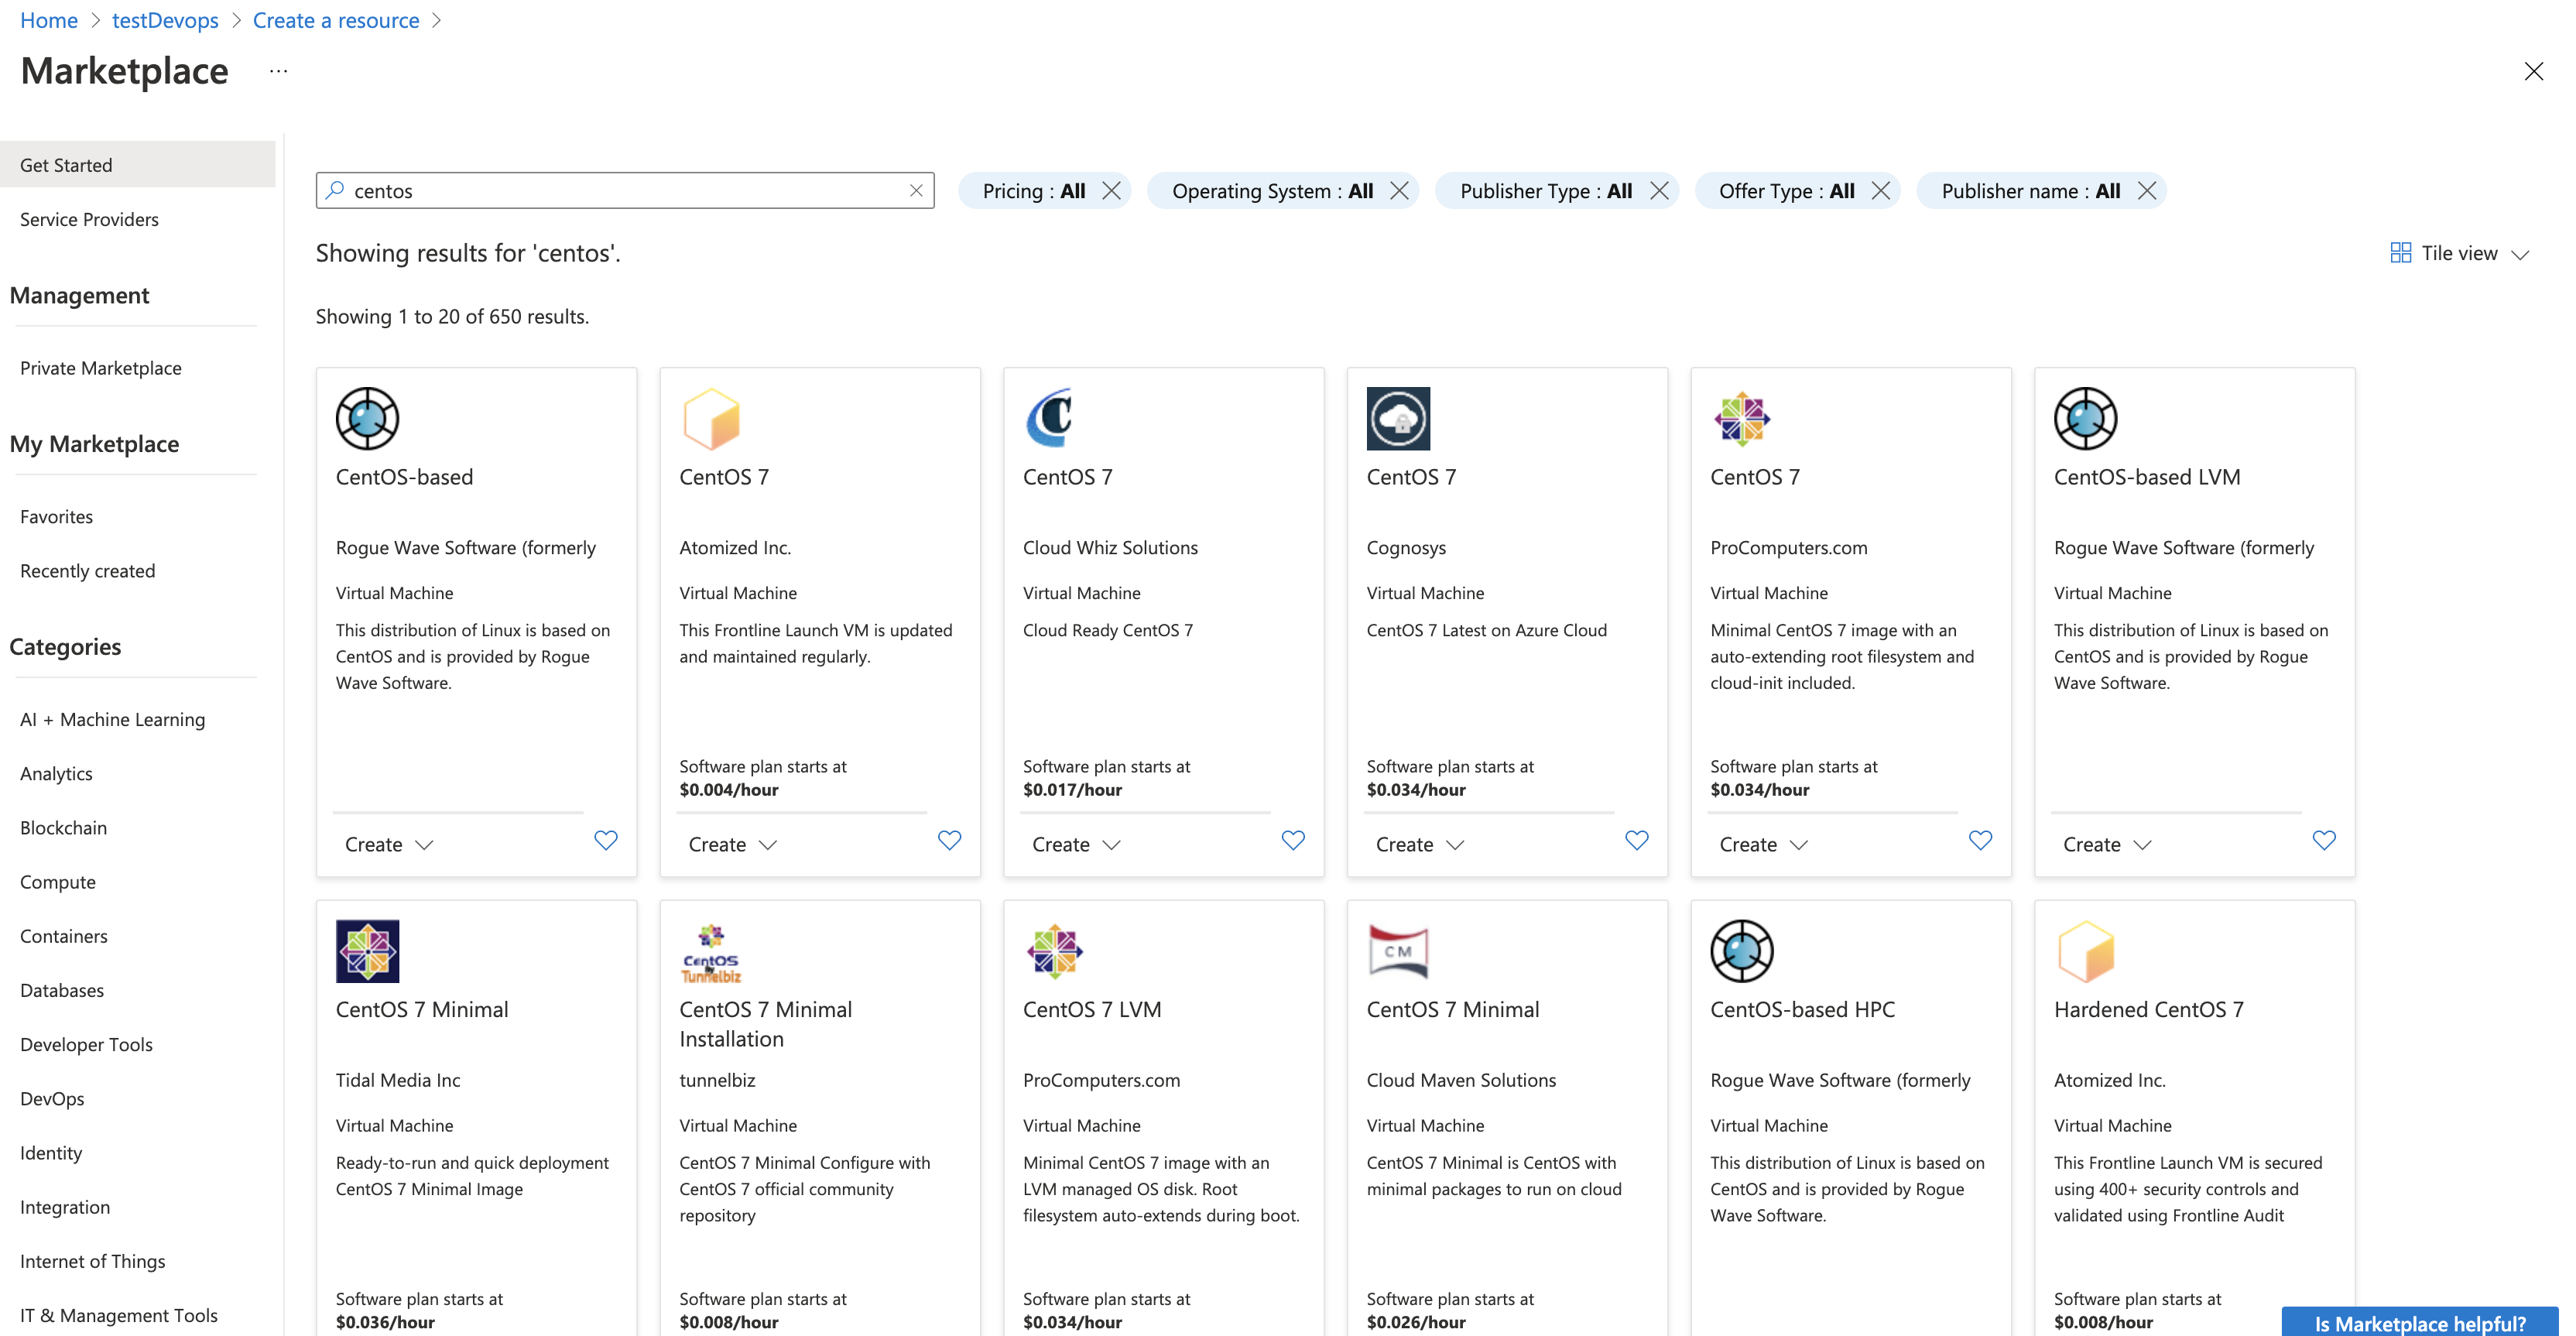 Home > testDevops > Create a resource >
Marketplace ...
Get Started
Service Providers
Management
Private Marketplace
My Marketplace
Favorites
Recently created
Categories
AI + Machine Learning
Analytics
Blockchain
Compute
Containers
Databases
Developer Tools
DevOps
Identity
Integration
Internet of Things
IT & Management Tools
centos
Pricing : All
Operating System : All
Publisher Type : All
Offer Type : All
Publisher name : All
Showing results for 'centos'.
Tile view
Showing 1 to 20 of 650 results.
CentOS-based
Rogue Wave Software (formerly
Virtual Machine
This distribution of Linux is based on
CentOS and is provided by Rogue
Wave Software.
Create
CentOS 7
Atomized Inc.
Virtual Machine
This Frontline Launch VM is updated
and maintained regularly.
Software plan starts at
$0.004/hour
Create
C
CentOS 7
Cloud Whiz Solutions
Virtual Machine
Cloud Ready CentOS 7
Software plan starts at
$0.017/hour
Create
CentOS 7
Cognosys
Virtual Machine
CentOS 7 Latest on Azure Cloud
Software plan starts at
$0.034/hour
Create
CentOS 7
ProComputers.com
Virtual Machine
Minimal CentOS 7 image with an
auto-extending root filesystem and
cloud-init included.
Software plan starts at
$0.034/hour
Create
CentOS-based LVM
Rogue Wave Software (formerly
Virtual Machine
This distribution of Linux is based on
CentOS and is provided by Rogue
Wave Software.
Create
CentOS 7 Minimal
Tidal Media Inc
Virtual Machine
Ready-to-run and quick deployment
CentOS 7 Minimal Image
Software plan starts at
$0.036/hour
CentOS
by
Tunnelbiz
CentOS 7 Minimal
Installation
tunnelbiz
Virtual Machine
CentOS 7 Minimal Configure with
CentOS 7 official community
repository
Software plan starts at
$0.008/hour
CentOS 7 LVM
ProComputers.com
Virtual Machine
Minimal CentOS 7 image with an
LVM managed OS disk. Root
filesystem auto-extends during boot.
Software plan starts at
$0.034/hour
CM
CentOS 7 Minimal
Cloud Maven Solutions
Virtual Machine
CentOS 7 Minimal is CentOS with
minimal packages to run on cloud
Software plan starts at
$0.026/hour
CentOS-based HPC
Rogue Wave Software (formerly
Virtual Machine
This distribution of Linux is based on
CentOS and is provided by Rogue
Wave Software.
Hardened CentOS 7
Atomized Inc.
Virtual Machine
This Frontline Launch VM is secured
using 400+ security controls and
validated using Frontline Audit
Software plan starts at
$0.008/hour
Is Marketplace helpful?